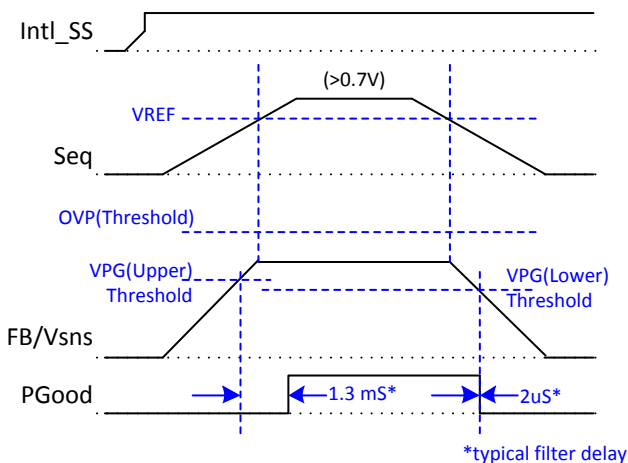 Intl_SS
(>0.7V)
VREF
Seq
OVP(Threshold)
VPG(Upper)
Threshold
VPG(Lower)
Threshold
FB/Vsns
PGood
1.3 mS*
2uS*
*typical filter delay